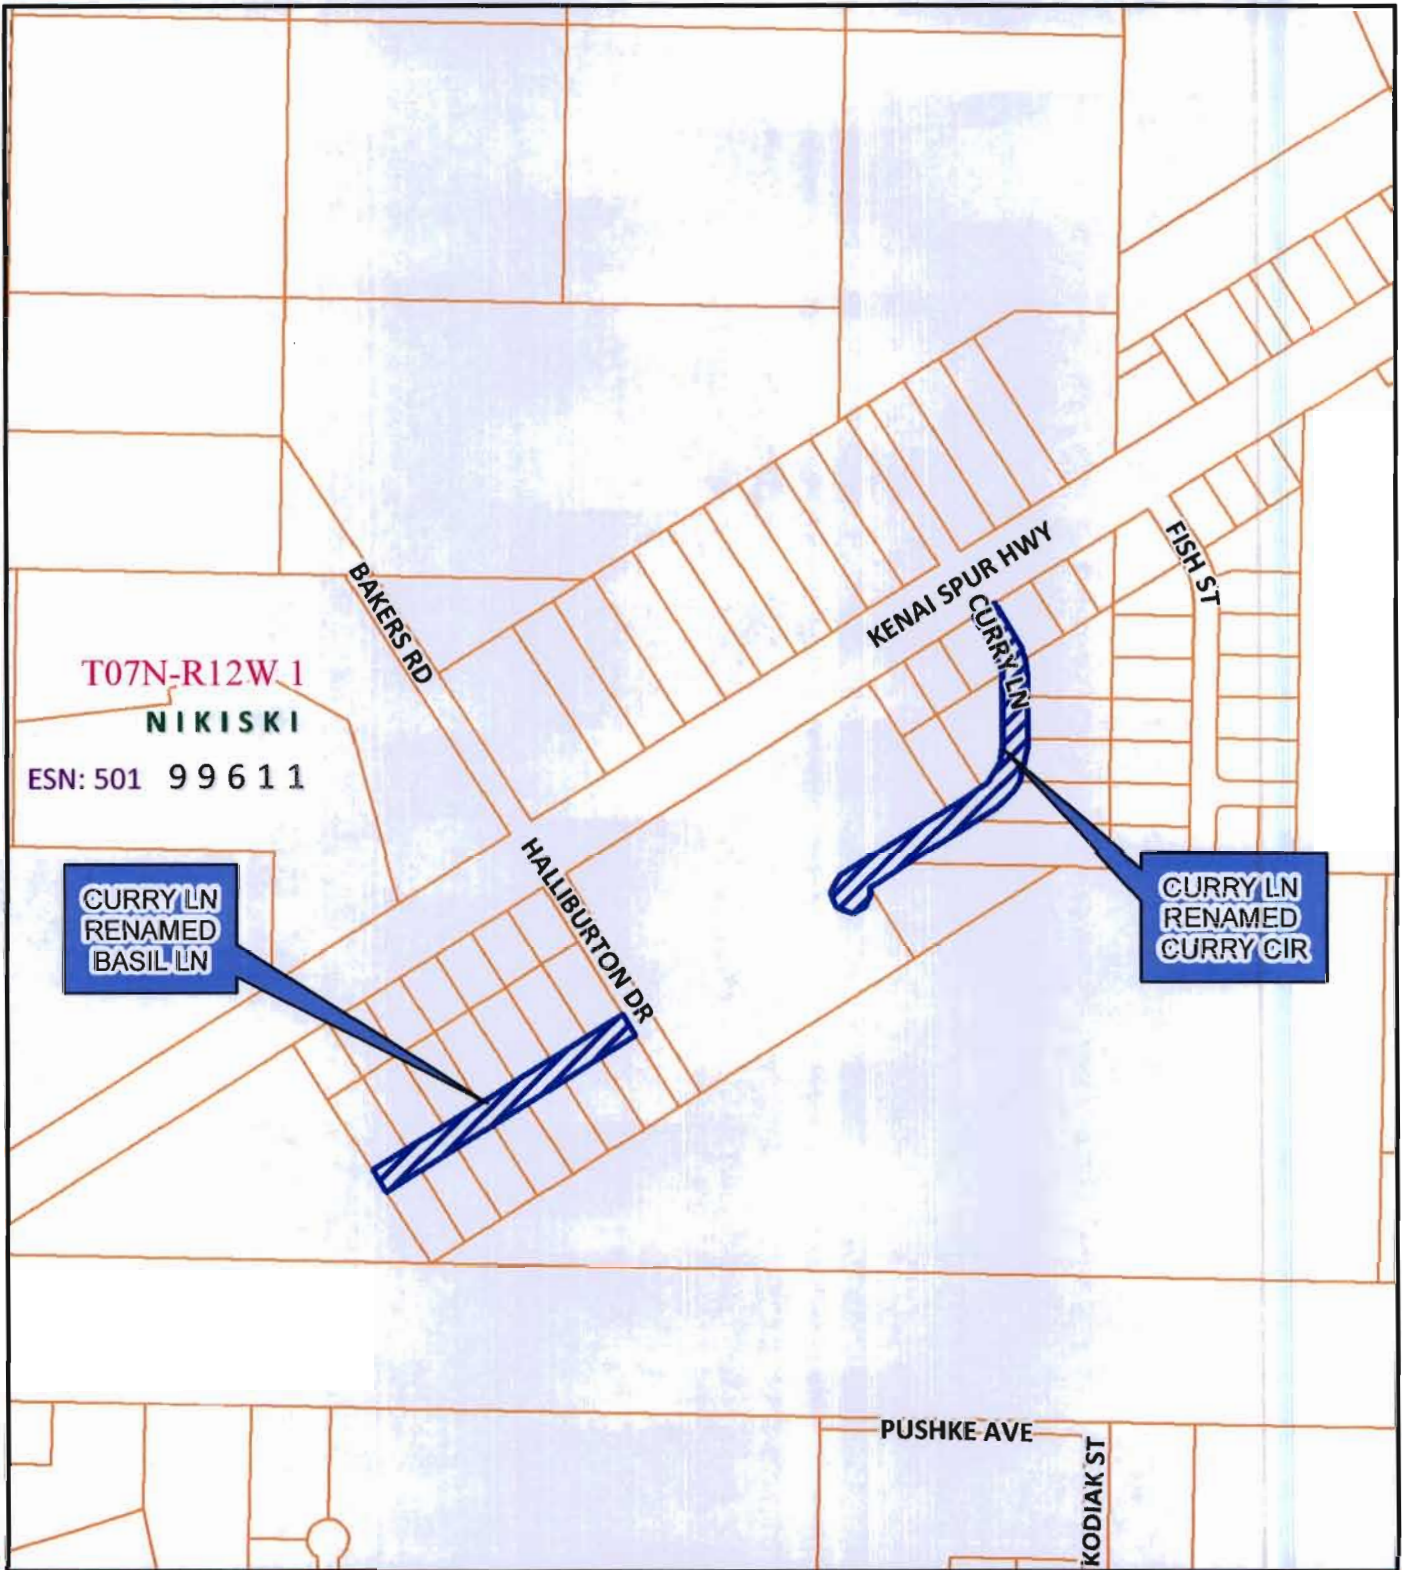 FISH ST
KENAI SPUR HWY
BAKERS RD
CURRY LN
T07N-R12W 1
NIKISKI
ESN: 501 99611
HALLIBURTON DR
CURRY LN
RENAMED
BASIL LN
CURRY LN
RENAMED
CURRY CIR
PUSHKE AVE
KODIAK ST